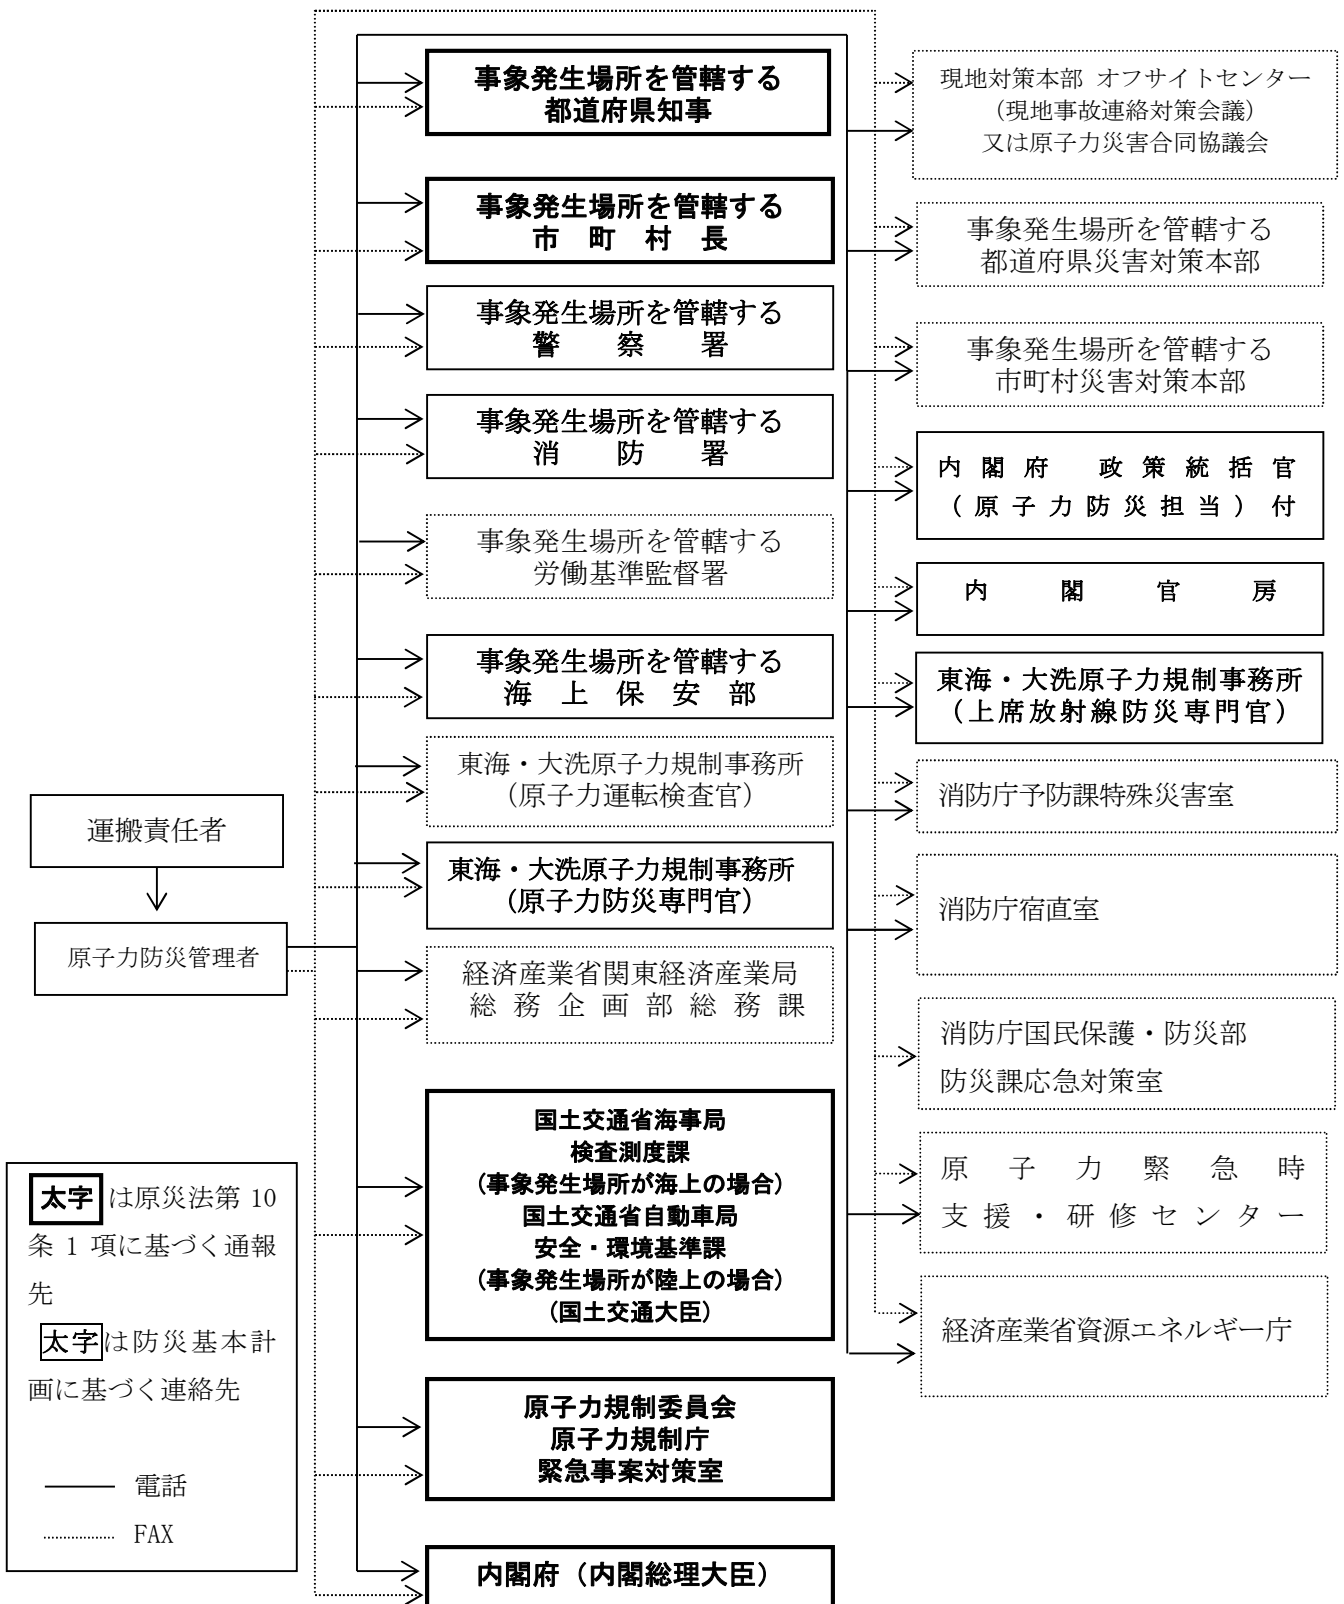 事象発生場所を管轄する
都道府県知事
事象発生場所を管轄する
市 町 村 長
事象発生場所を管轄する
警 察 署
事象発生場所を管轄する
消 防 署
事象発生場所を管轄する
労働基準監督署
事象発生場所を管轄する
海 上 保 安 部
東海・大洗原子力規制事務所
（原子力運転検査官）
東海・大洗原子力規制事務所
（原子力防災専門官）
経済産業省関東経済産業局
総 務 企 画 部 総 務 課
国土交通省海事局
検査測度課
（事象発生場所が海上の場合）
国土交通省自動車局
安全・環境基準課
（事象発生場所が陸上の場合）
（国土交通大臣）
原子力規制委員会
原子力規制庁
緊急事案対策室
内閣府（内閣総理大臣）
現地対策本部 オフサイトセンター
（現地事故連絡対策会議）
又は原子力災害合同協議会
事象発生場所を管轄する
都道府県災害対策本部
事象発生場所を管轄する
市町村災害対策本部
内 閣 府 政 策 統 括 官
（ 原 子 力 防 災 担 当 ） 付
内 閣 官 房
東海・大洗原子力規制事務所
（上席放射線防災専門官）
消防庁予防課特殊災害室
消防庁宿直室
消防庁国民保護・防災部
防災課応急対策室
原 子 力 緊 急 時
支 援 ・ 研 修 セ ン タ ー
経済産業省資源エネルギー庁
運搬責任者
原子力防災管理者
太字 は原災法第 10
条 1 項に基づく通報
先
太字は防災基本計
画に基づく連絡先
電話
FAX